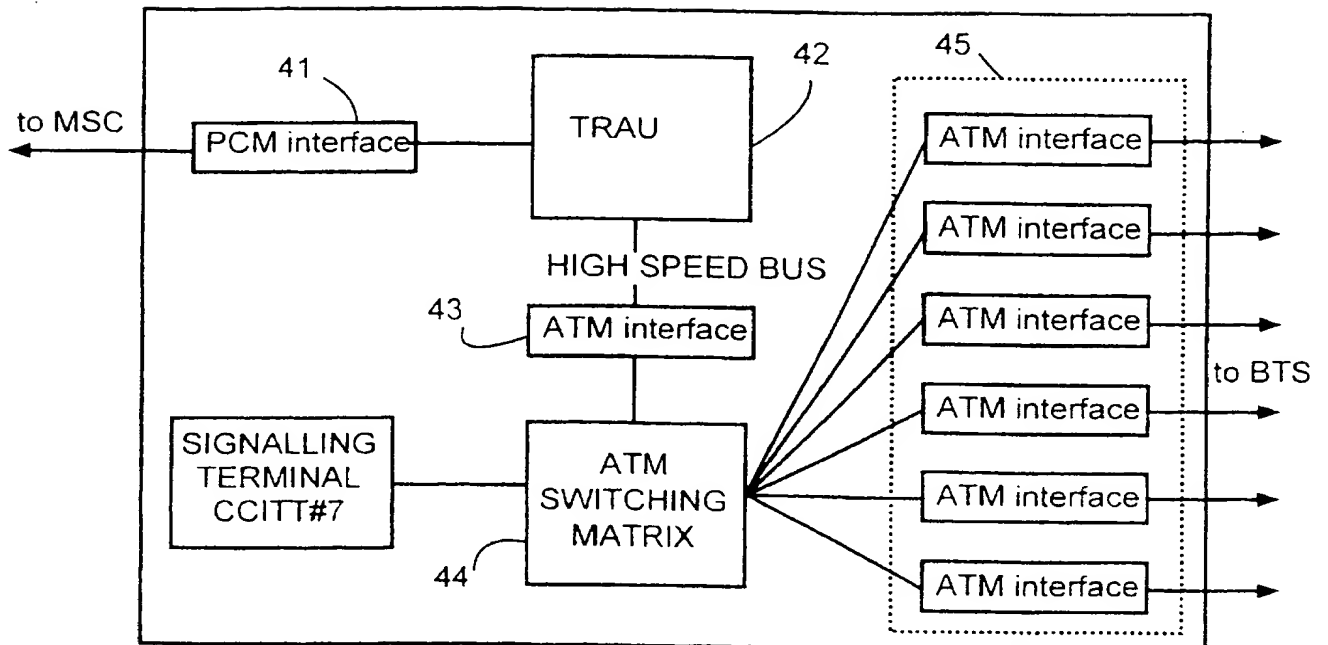 45
41
42
to MSC
PCM interface
TRAU
ATM interface
ATM interface
HIGH SPEED BUS
43
ATM interface
ATM interface
to BTS
ATM interface
SIGNALLING
TERMINAL
CCITT#7
ATM
SWITCHING
MATRIX
ATM interface
44
ATM interface